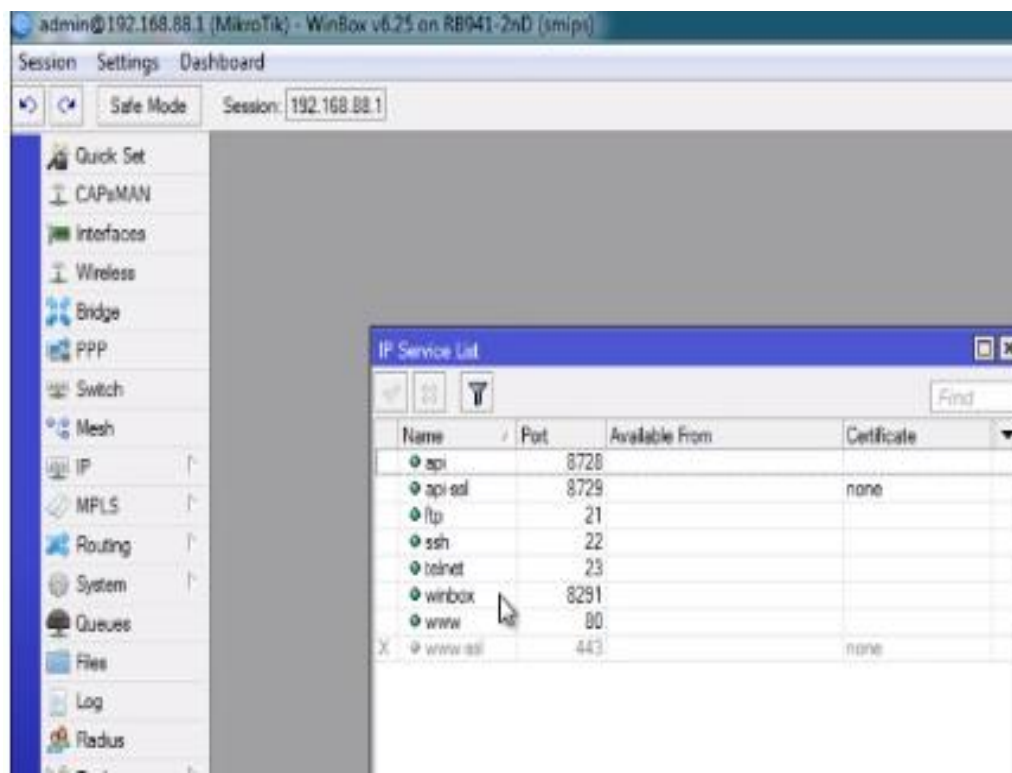 admin@192.168.88.1 (MikroTik) - WinBox v6.25 on RB941-2nD (smips)
Session Settings Dashboard
Safe Mode Session: 192.168.88.1
Quick Set
CAPsMAN
Interfaces
Wireless
Bridge
PPP
Switch
Mesh
IP
MPLS
Routing
System
Queues
Files
Log
Radius
IP Service List
Find
Name Port Available From Certificate
api 8728
api-ssl 8729 none
ftp 21
ssh 22
telnet 23
winbox 8291
www 80
X www-ssl 443 none